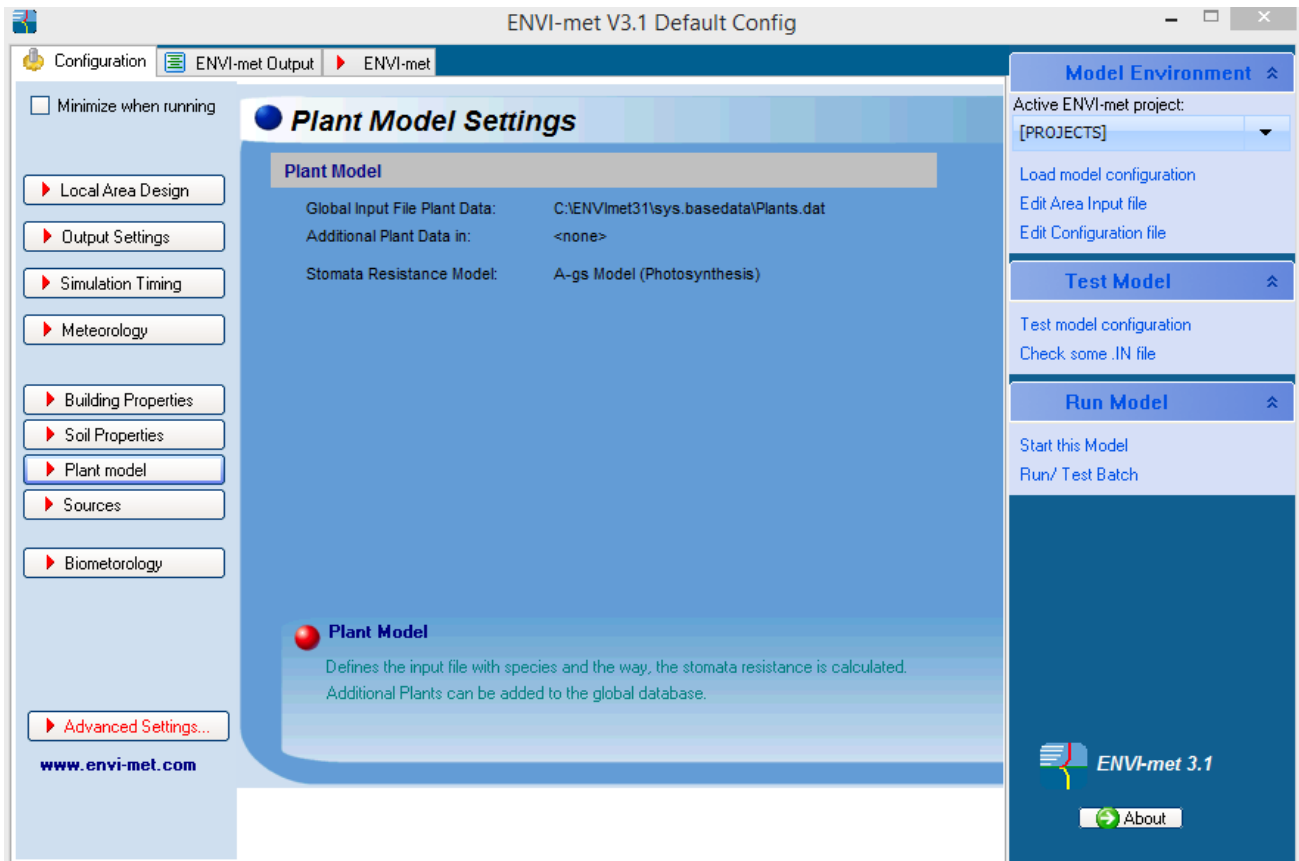 ENVI-met V3.1 Default Config
Configuration
ENVI-met Output
ENVI-met
Minimize when running
Local Area Design
Output Settings
Simulation Timing
Meteorology
Building Properties
Soil Properties
Plant model
Sources
Biometorology
Advanced Settings...
www.envi-met.com
Plant Model Settings
Plant Model
Global Input File Plant Data: C:\ENVImet31\sys.basedata\Plants.dat
Additional Plant Data in: <none>
Stomata Resistance Model: A-gs Model (Photosynthesis)
Plant Model
Defines the input file with species and the way, the stomata resistance is calculated.
Additional Plants can be added to the global database.
Model Environment
Active ENVI-met project:
[PROJECTS]
Load model configuration
Edit Area Input file
Edit Configuration file
Test Model
Test model configuration
Check some .IN file
Run Model
Start this Model
Run/ Test Batch
ENVI-met 3.1
About